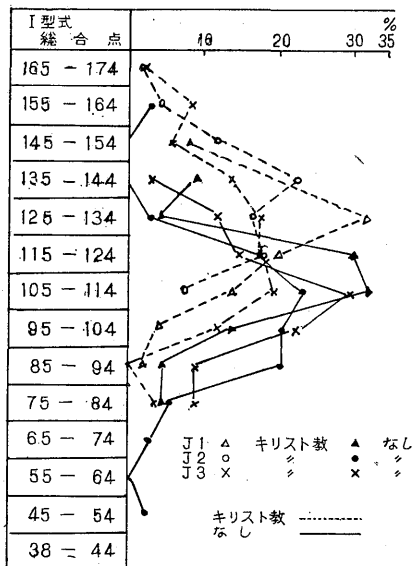 I型式
総合点
%
10 20 30 35
165 − 174
155 − 164
145 − 154
135 − 144
125 − 134
115 − 124
105 − 114
95 − 104
85 − 94
75 − 84
65 − 74
55 − 64
45 − 54
38 − 44
J1 △ キリスト教 ▲ なし
J2 ○ 〃 ● 〃
J3 × 〃 × 〃
キリスト教 --------
なし ————